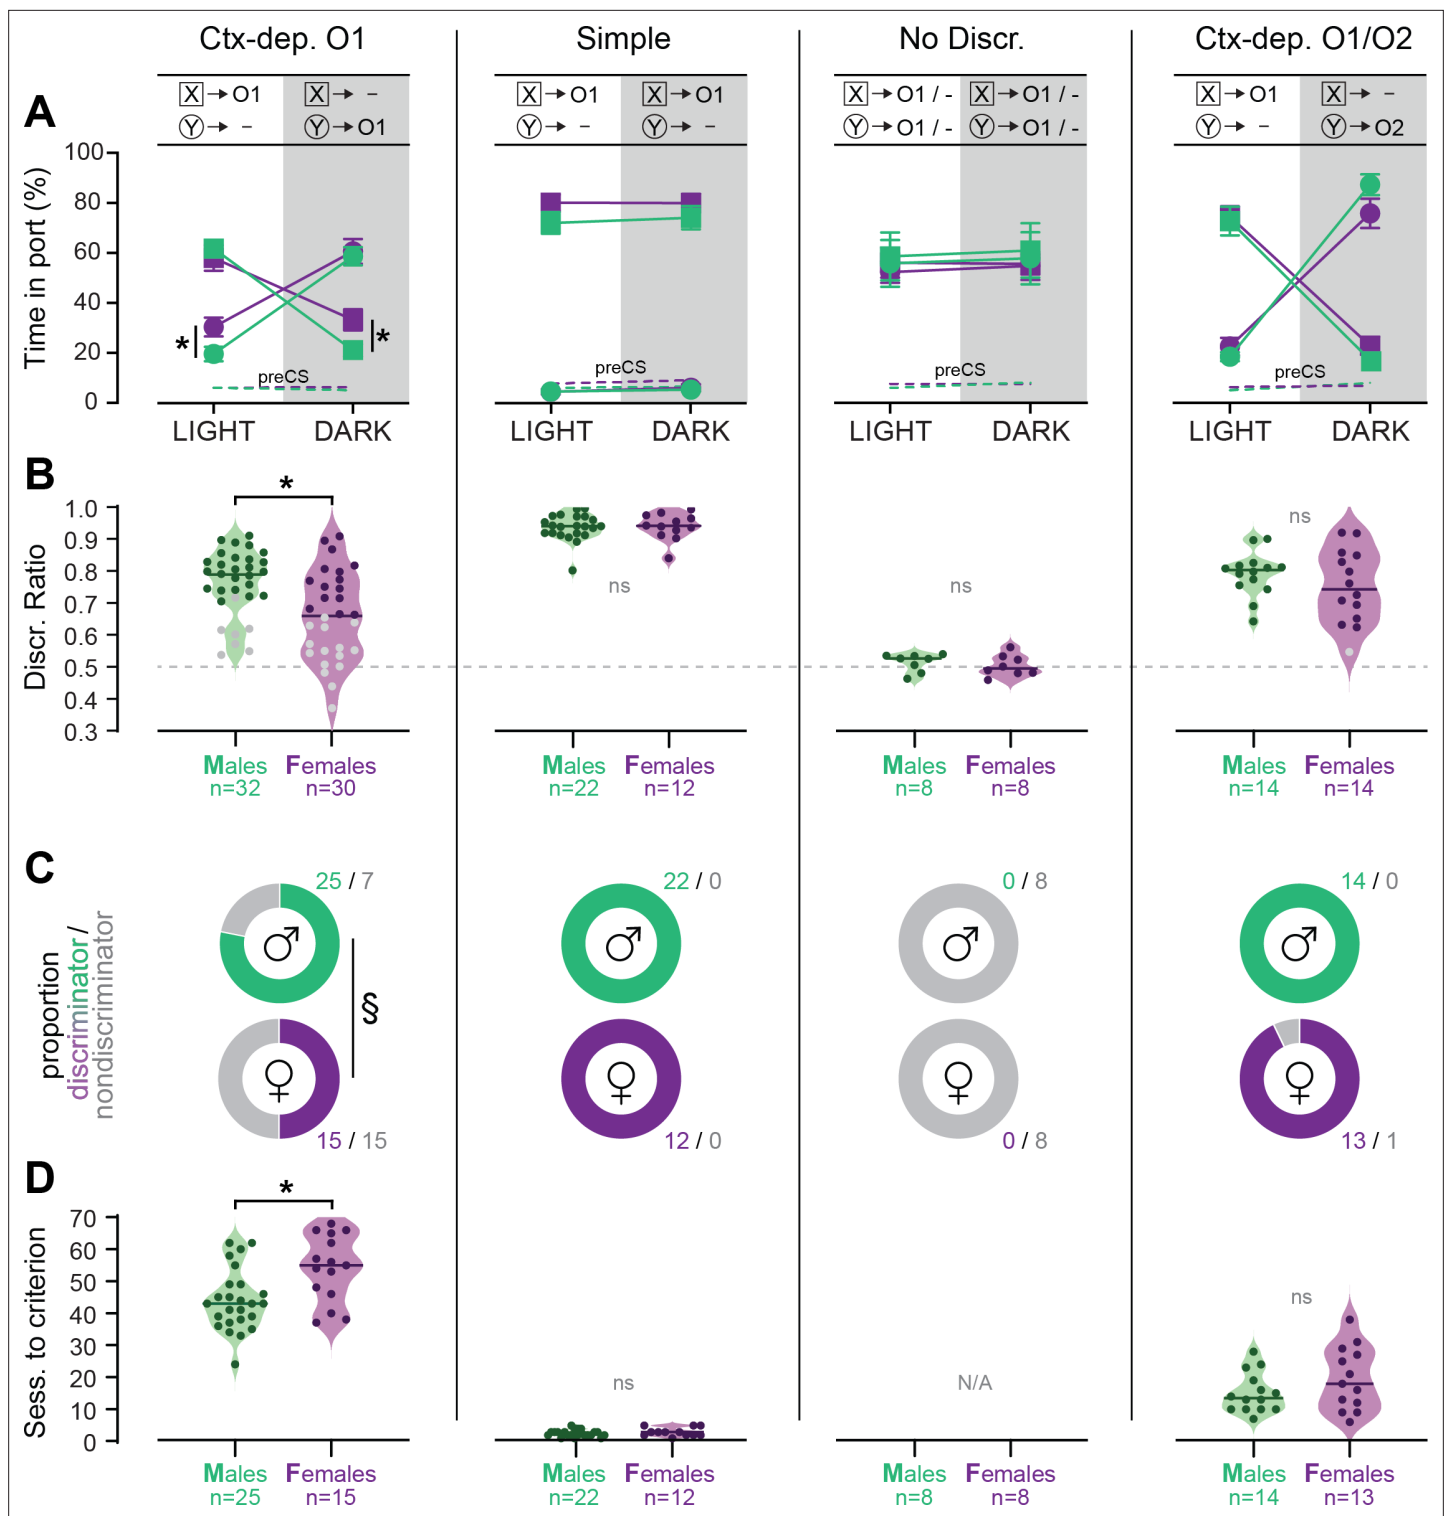 Ctx-dep. O1
Simple
No Discr.
Ctx-dep. O1/O2
A
X → O1
X → –
X → O1
X → O1
X → O1 / -
X → O1 / -
X → O1
X → –
Y → –
Y → O1
Y → –
Y → –
Y → O1 / -
Y → O1 / -
Y → –
Y → O2
Time in port (%)
100
80
60
40
20
0
*
*
preCS
preCS
preCS
preCS
LIGHT
DARK
LIGHT
DARK
LIGHT
DARK
LIGHT
DARK
B
Discr. Ratio
1.0
0.9
0.8
0.7
0.6
0.5
0.4
0.3
*
ns
ns
ns
Males
n=32
Females
n=30
Males
n=22
Females
n=12
Males
n=8
Females
n=8
Males
n=14
Females
n=14
C
proportion
discriminator /
nondiscriminator
25 / 7
22 / 0
0 / 8
14 / 0
♂
♂
♂
♂
§
♀
♀
♀
♀
15 / 15
12 / 0
0 / 8
13 / 1
D
Sess. to criterion
70
60
50
40
30
20
10
0
*
ns
N/A
ns
Males
n=25
Females
n=15
Males
n=22
Females
n=12
Males
n=8
Females
n=8
Males
n=14
Females
n=13